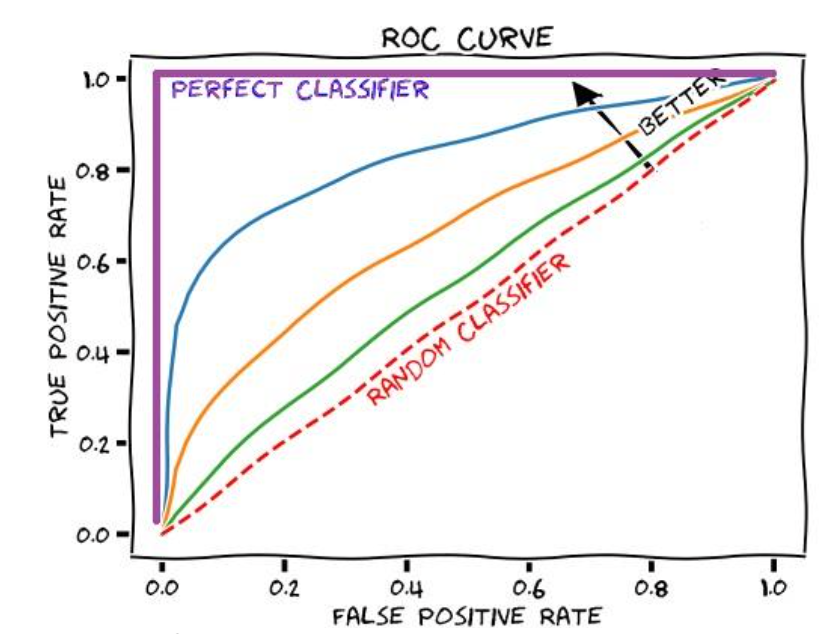 ROC CURVE
PERFECT CLASSIFIER
BETTER
RANDOM CLASSIFIER
TRUE POSITIVE RATE
1.0
0.8
0.6
0.4
0.2
0.0
0.0 0.2 0.4 0.6 0.8 1.0
FALSE POSITIVE RATE